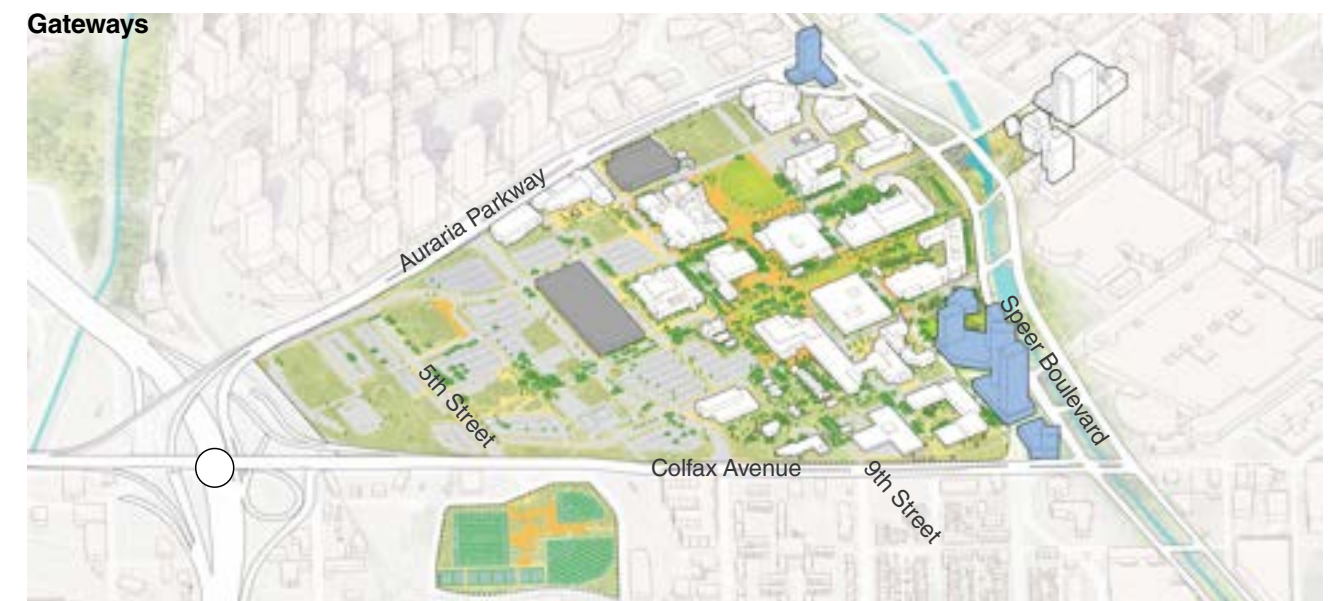 Gateways
Auraria Parkway
Speer Boulevard
5th Street
Colfax Avenue
9th Street